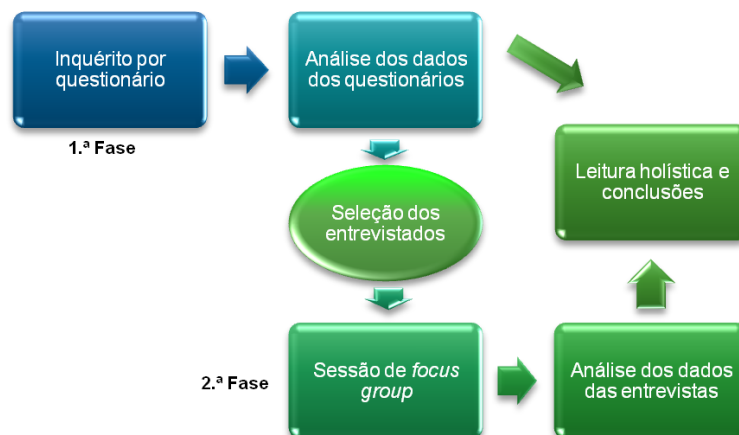 Inquérito por
questionário
1.ª Fase
Análise dos dados
dos questionários
Seleção dos
entrevistados
Leitura holística e
conclusões
2.ª Fase
Sessão de focus
group
Análise dos dados
das entrevistas